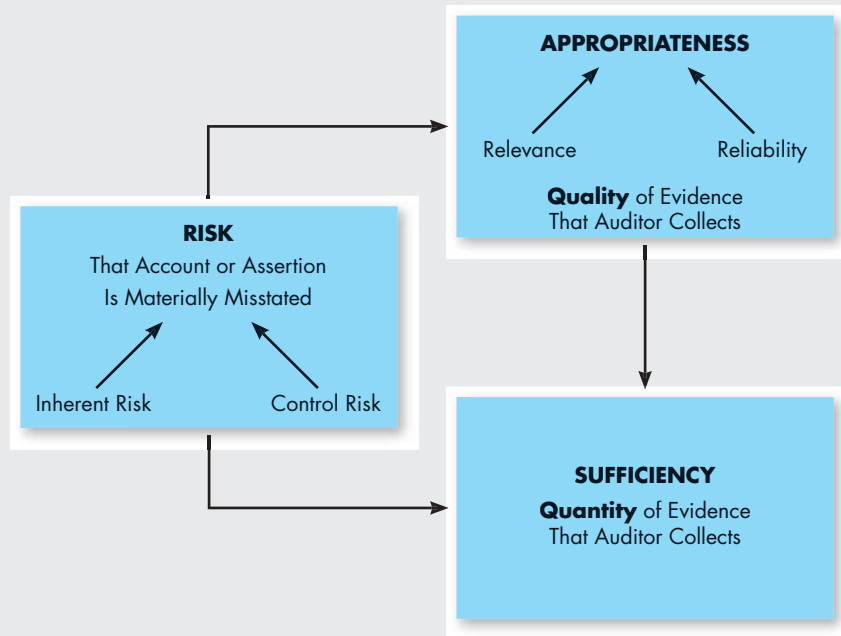 APPROPRIATENESS
Relevance
Reliability
Quality of Evidence
That Auditor Collects
RISK
That Account or Assertion
Is Materially Misstated
Inherent Risk
Control Risk
SUFFICIENCY
Quantity of Evidence
That Auditor Collects